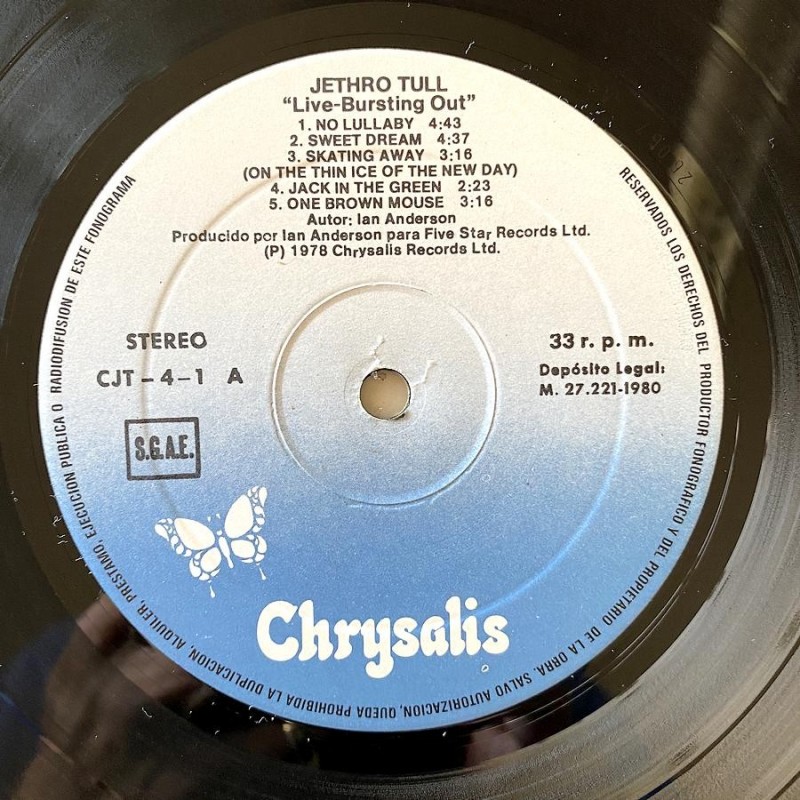 JETHRO TULL
“Live-Bursting Out”
1. NO LULLABY 4:43
2. SWEET DREAM 4:37
3. SKATING AWAY 3:16
(ON THE THIN ICE OF THE NEW DAY)
4. JACK IN THE GREEN 2:23
5. ONE BROWN MOUSE 3:16
Autor: Ian Anderson
Producido por Ian Anderson para Five Star Records Ltd.
(P) 1978 Chrysalis Records Ltd.
STEREO
CJT – 4 – 1 A
S.G.A.E.
33 r. p. m.
Depósito Legal:
M. 27.221-1980
Chrysalis
RESERVADOS LOS DERECHOS DEL PRODUCTOR FONOGRAFICO Y DEL PROPIETARIO DE LA OBRA. SALVO AUTORIZACION, QUEDA PROHIBIDA LA DUPLICACION, ALQUILER, PRESTAMO, EJECUCION PUBLICA O RADIODIFUSION DE ESTE FONOGRAMA